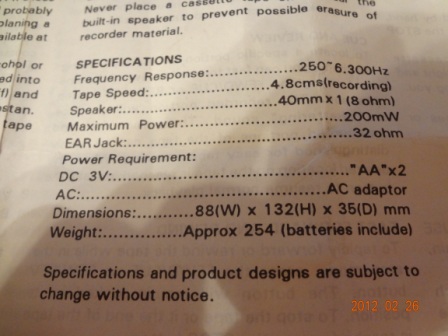 probably
planing a
ailable at
ohol or
ed into
f) and
stan.
tape
Never place a cassette
built-in speaker to prevent possible erasure of
recorder material.
SPECIFICATIONS
Frequency Response:..............250~6.300Hz
Tape Speed:....................4.8cms(recording)
Speaker:........................40mm x 1 (8 ohm)
Maximum Power:........................200mW
EAR Jack:..................................32 ohm
Power Requirement:
DC 3V:......................................"AA"x2
AC:.......................................AC adaptor
Dimensions:..........88(W) x 132(H) x 35(D) mm
Weight:............Approx 254 (batteries include)
Specifications and product designs are subject to
change without notice.
2012.02.26